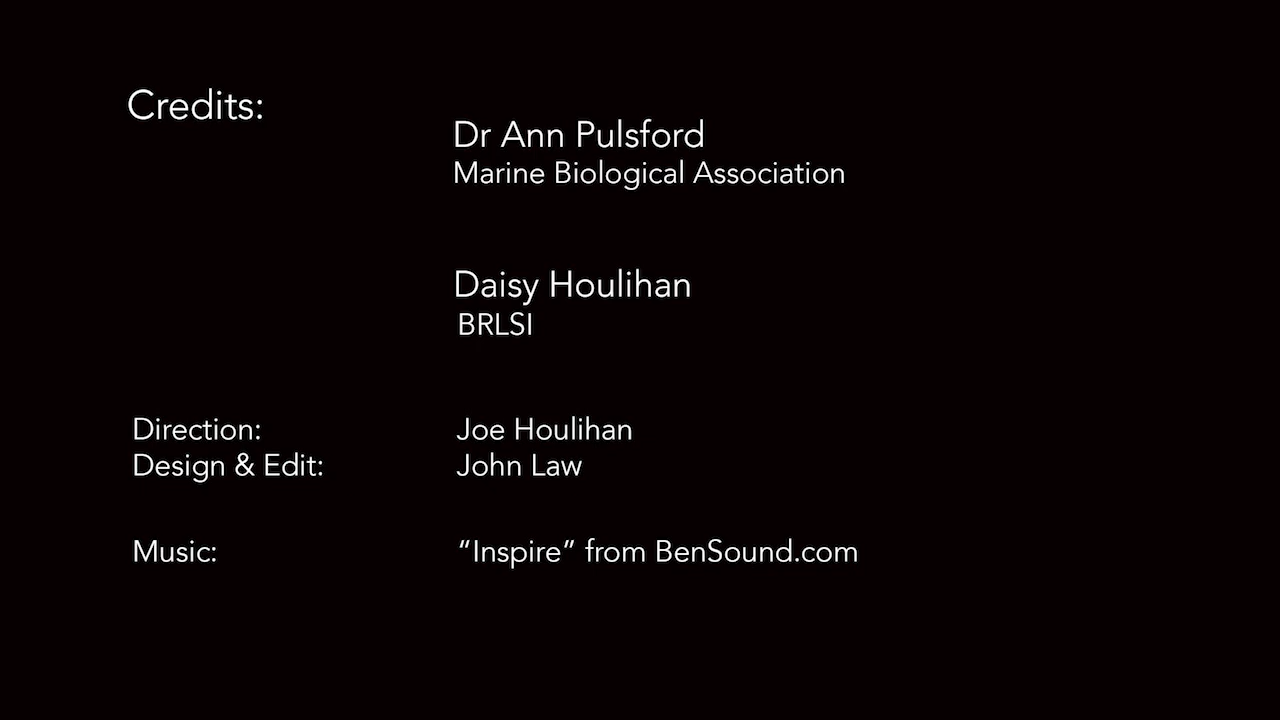 Credits:
Dr Ann Pulsford
Marine Biological Association
Daisy Houlihan
BRLSI
Direction: Joe Houlihan
Design & Edit: John Law
Music: “Inspire” from BenSound.com